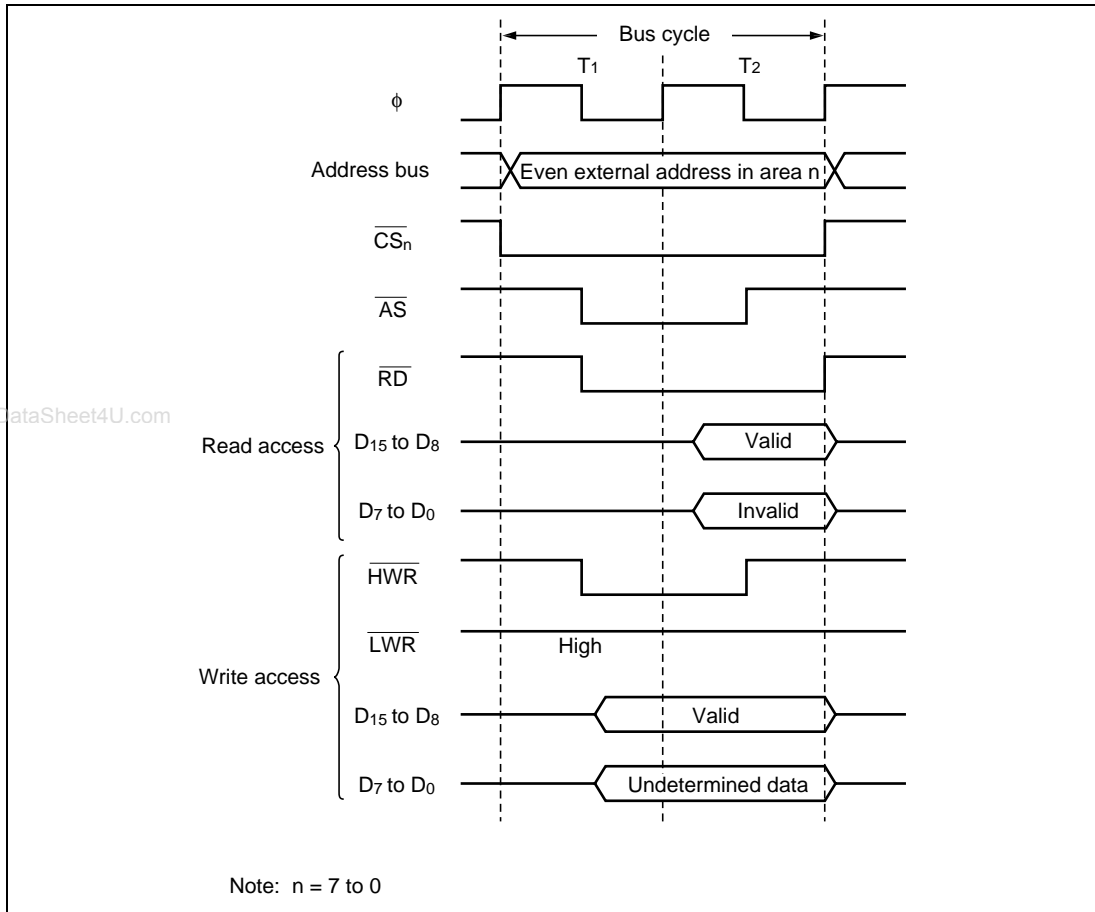 Bus cycle
T1 T2
ϕ
Address bus Even external address in area n
CSn
AS
RD
DataSheet4U.com
Read access D15 to D8 Valid
D7 to D0 Invalid
HWR
LWR High
Write access
D15 to D8 Valid
D7 to D0 Undetermined data
Note: n = 7 to 0